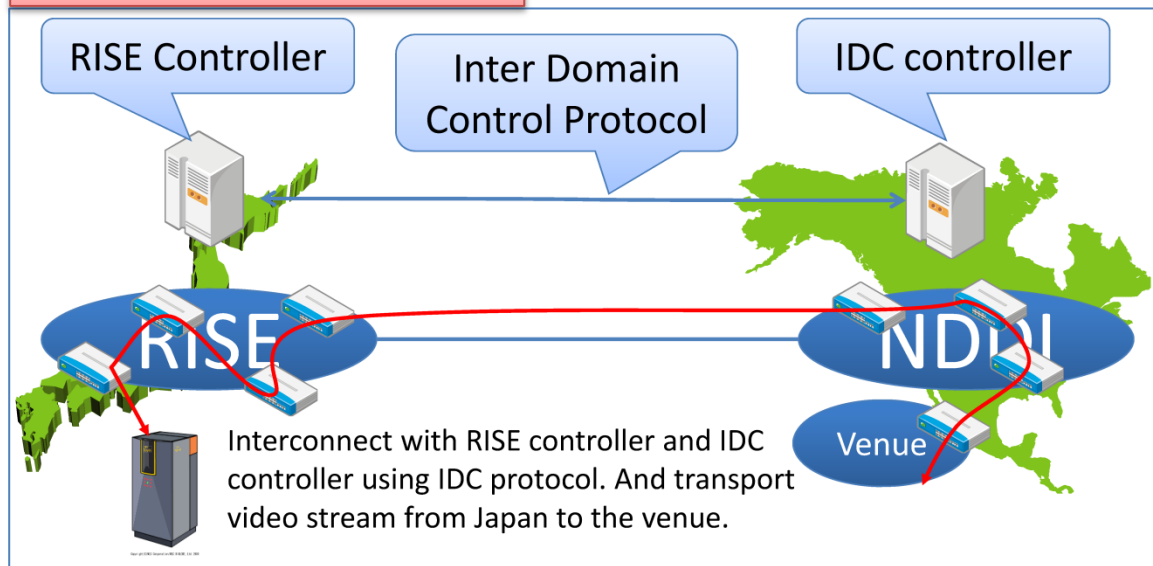 RISE Controller
Inter Domain
Control Protocol
IDC controller
RISE
NDDI
Venue
Interconnect with RISE controller and IDC
controller using IDC protocol. And transport
video stream from Japan to the venue.